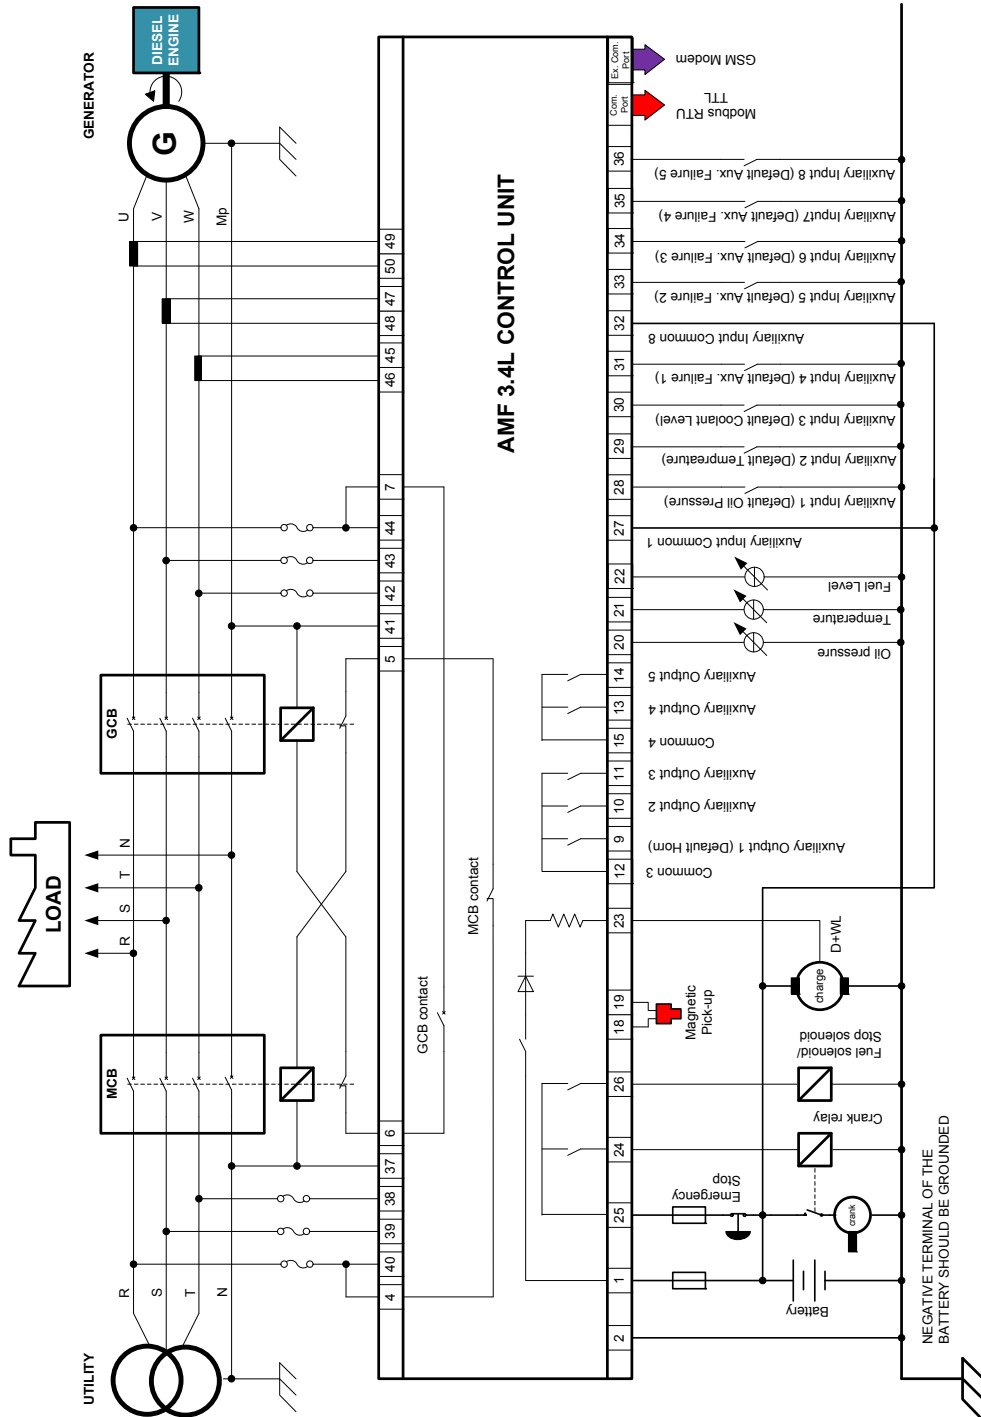 UTILITY
R
S
T
N
MCB
LOAD
R
S
T
N
GCB
U
V
W
Mp
GENERATOR
G
DIESEL
ENGINE
4
40
39
38
37
6
5
41
42
43
44
7
46
45
48
47
50
49
GCB contact
MCB contact
AMF 3.4L CONTROL UNIT
2
1
25
24
26
18
19
23
12
9
10
11
15
13
14
20
21
22
27
28
29
30
31
32
33
34
35
36
Com.
Port
Ex. Com.
Port
Battery
Emergency
Stop
crank
Crank relay
Fuel solenoid/
Stop solenoid
Magnetic
Pick-up
charge
D+WL
Common 3
Auxiliary Output 1 (Default Horn)
Auxiliary Output 2
Auxiliary Output 3
Common 4
Auxiliary Output 4
Auxiliary Output 5
Oil pressure
Temperature
Fuel Level
Auxiliary Input Common 1
Auxiliary Input 1 (Default Oil Pressure)
Auxiliary Input 2 (Default Tempreature)
Auxiliary Input 3 (Default Coolant Level)
Auxiliary Input 4 (Default Aux. Failure 1)
Auxiliary Input Common 8
Auxiliary Input 5 (Default Aux. Failure 2)
Auxiliary Input 6 (Default Aux. Failure 3)
Auxiliary Input7 (Default Aux. Failure 4)
Auxiliary Input 8 (Default Aux. Failure 5)
Modbus RTU
TTL
GSM Modem
NEGATIVE TERMINAL OF THE
BATTERY SHOULD BE GROUNDED